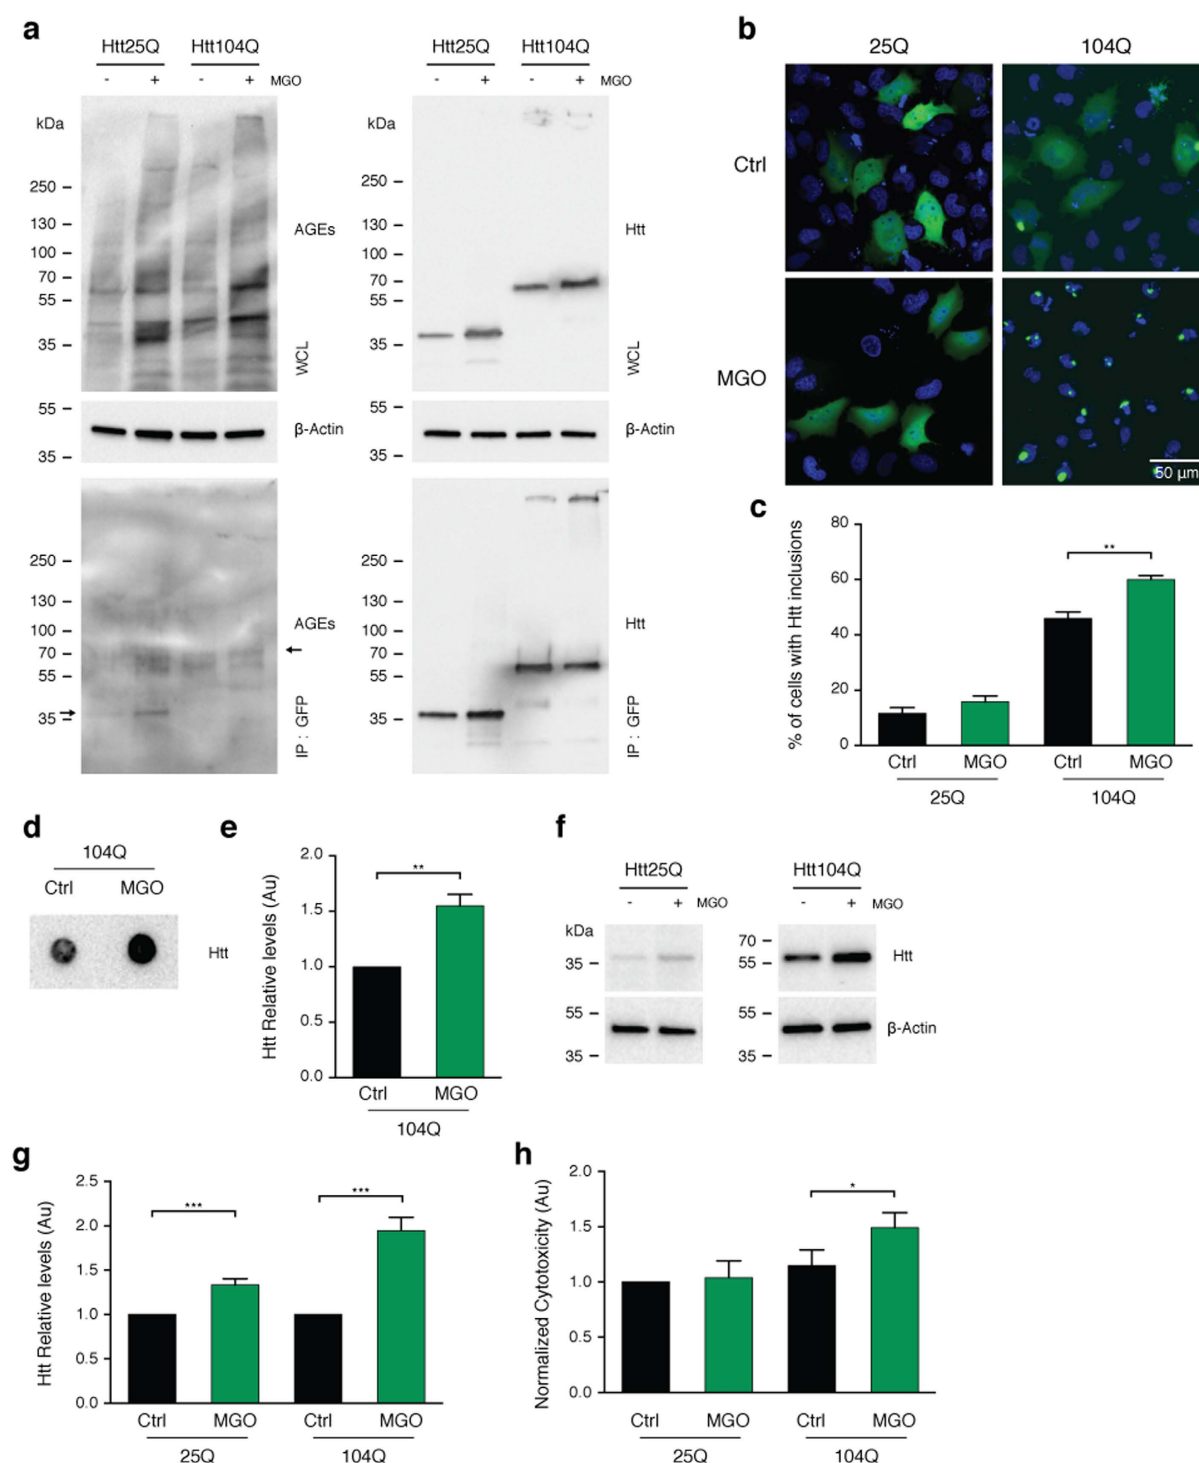 a
Htt25Q Htt104Q
- + - + MGO
kDa
250
130
100
70
55
35
AGEs
WCL
55
35
β-Actin
250
130
100
70
55
35
AGEs
IP : GFP
Htt25Q Htt104Q
- + - + MGO
kDa
250
130
100
70
55
35
Htt
WCL
55
35
β-Actin
250
130
100
70
55
35
Htt
IP : GFP
b
25Q 104Q
Ctrl
MGO
50 μm
c
% of cells with Htt inclusions
80
60
40
20
0
**
Ctrl MGO Ctrl MGO
25Q 104Q
d
104Q
Ctrl MGO
Htt
e
Htt Relative levels (Au)
2.0
1.5
1.0
0.5
0.0
**
Ctrl MGO
104Q
f
Htt25Q Htt104Q
- + MGO - + MGO
kDa
35
55
35
70
55
55
35
Htt
β-Actin
g
Htt Relative levels (Au)
2.5
2.0
1.5
1.0
0.5
0.0
*** ***
Ctrl MGO Ctrl MGO
25Q 104Q
h
Normalized Cytotoxicity (Au)
2.0
1.5
1.0
0.5
0.0
*
Ctrl MGO Ctrl MGO
25Q 104Q